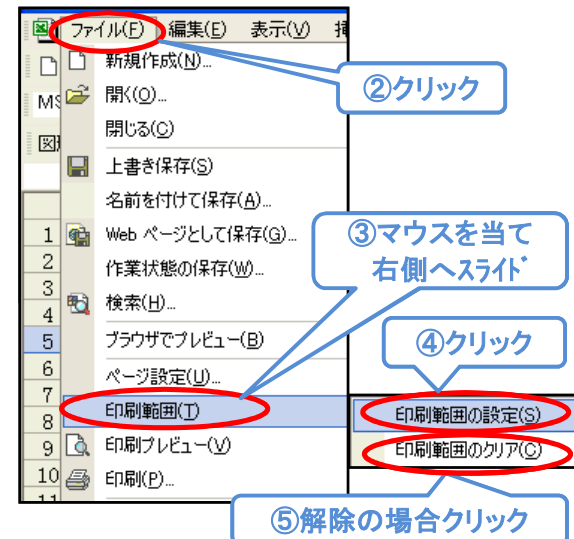 ファイル(F) 編集(E) 表示(V) 挿
新規作成(N)...
②クリック
開く(O)...
MS
閉じる(C)
図形
上書き保存(S)
名前を付けて保存(A)...
1 Web ページとして保存(G)...
③マウスを当て
右側へスライド
2 作業状態の保存(W)...
3
4 検索(H)...
5 ブラウザでプレビュー(B)
④クリック
6 ページ設定(U)...
7
8 印刷範囲(T)
印刷範囲の設定(S)
9 印刷プレビュー(V)
印刷範囲のクリア(C)
10 印刷(P)...
11
⑤解除の場合クリック